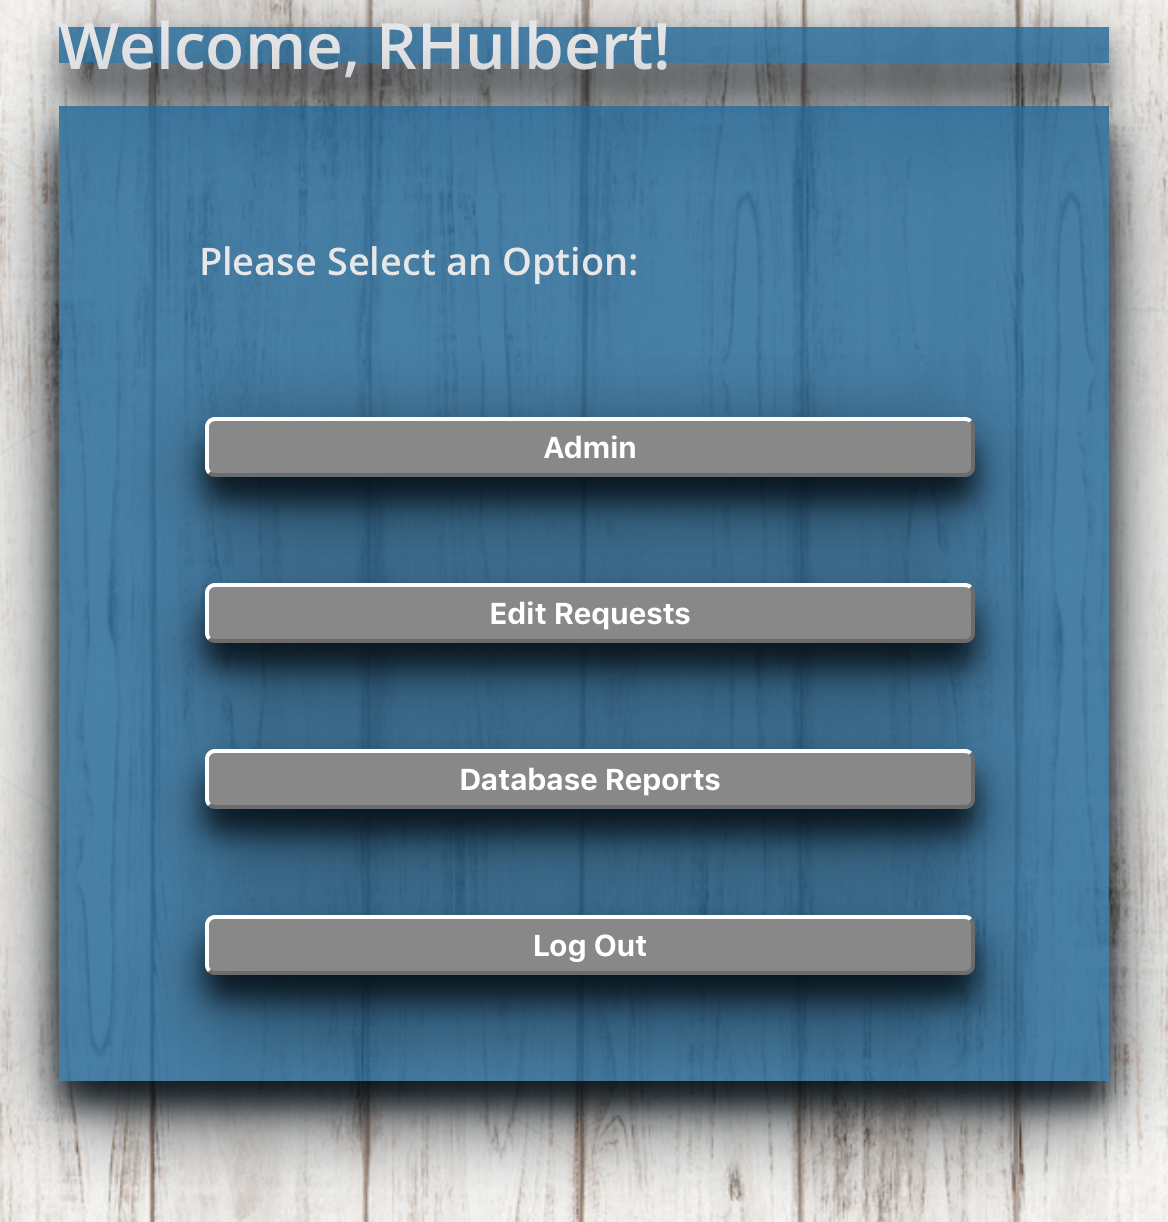 Welcome, RHulbert!
Please Select an Option:
Admin
Edit Requests
Database Reports
Log Out